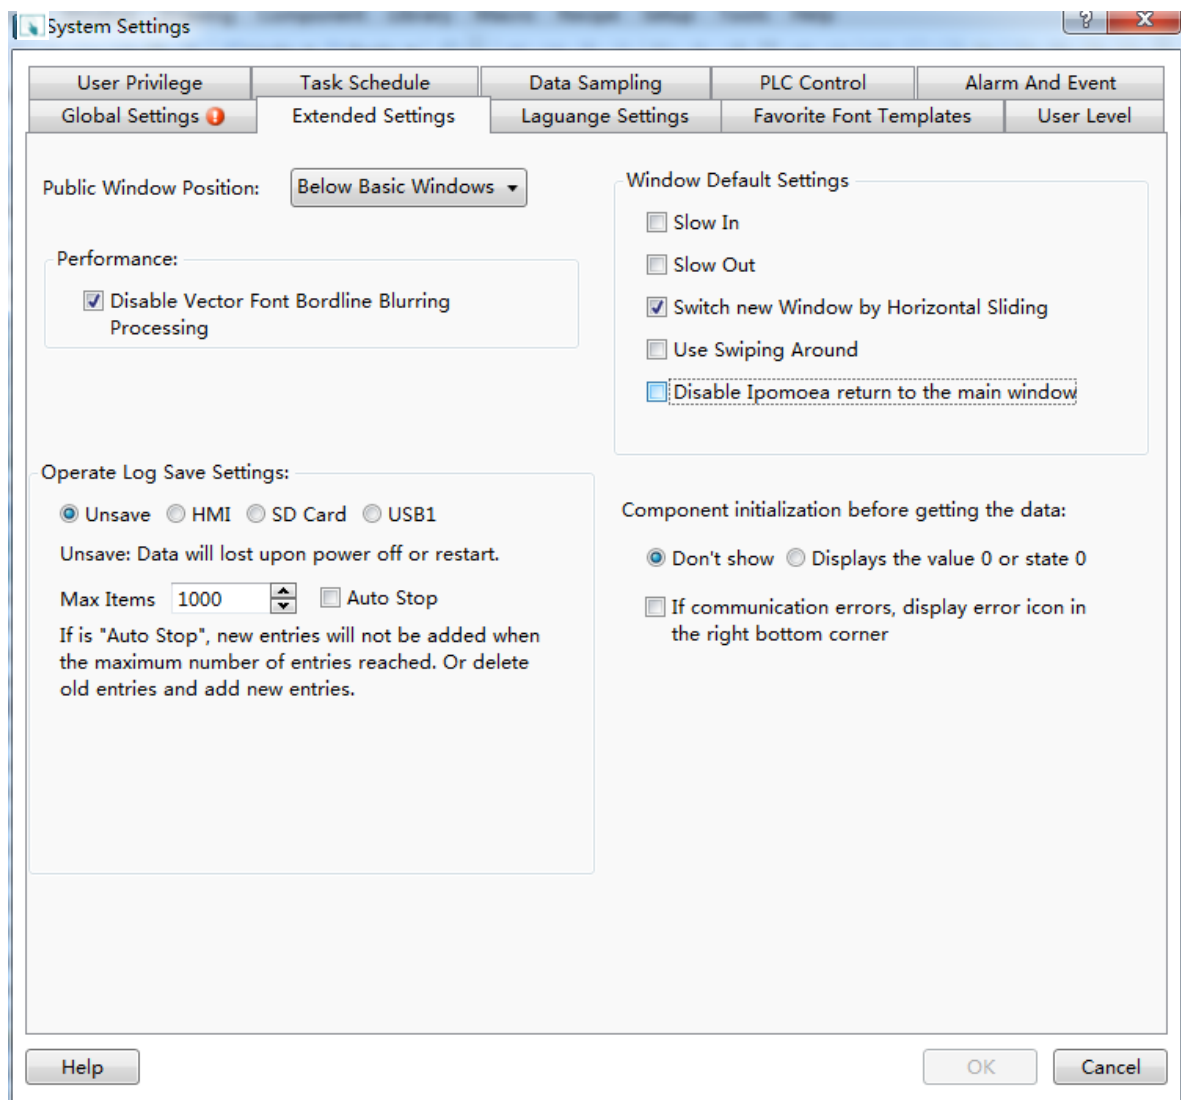 System Settings
User Privilege Task Schedule Data Sampling PLC Control Alarm And Event
Global Settings Extended Settings Laguange Settings Favorite Font Templates User Level
Public Window Position: Below Basic Windows
Performance:
Disable Vector Font Bordline Blurring
Processing
Window Default Settings
Slow In
Slow Out
Switch new Window by Horizontal Sliding
Use Swiping Around
Disable Ipomoea return to the main window
Operate Log Save Settings:
Unsave HMI SD Card USB1
Unsave: Data will lost upon power off or restart.
Max Items 1000 Auto Stop
If is "Auto Stop", new entries will not be added when
the maximum number of entries reached. Or delete
old entries and add new entries.
Component initialization before getting the data:
Don't show Displays the value 0 or state 0
If communication errors, display error icon in
the right bottom corner
Help OK Cancel